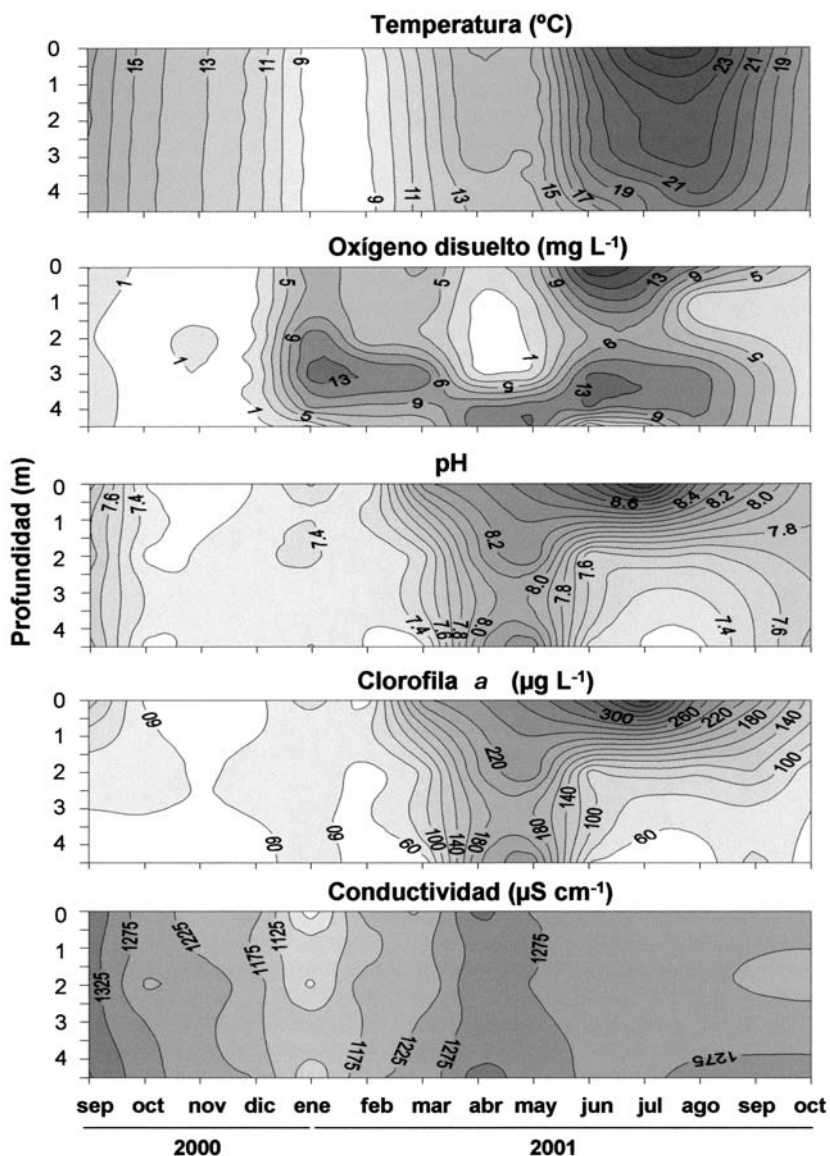 Temperatura (ºC)
0 15 13 11 9 23 21 19
1
2
3
4 9 11 13 15 17 19 21
Oxígeno disuelto (mg L-1)
0 1 5 5 9 13 9 5
1
2 1 9 1 9
3 13 9 5 13 5
4 1 5 9 9
Profundidad (m)
pH
0 7.6 7.4 8.6 8.4 8.2 8.0
1 7.4 8.2 7.8
2 8.0 7.6
3 7.8
4 7.4 7.6 7.8 8.0 7.4 7.6
Clorofila a (µg L-1)
0 60 300 260 220 180 140
1 220 100
2
3 140
4 60 60 60 100 140 180 180 100 60
Conductividad (µS cm-1)
0 1275 1225 1125
1 1175 1275
2 1325
3
4 1175 1225 1275 1275
sep oct nov dic ene feb mar abr may jun jul ago sep oct
2000 2001